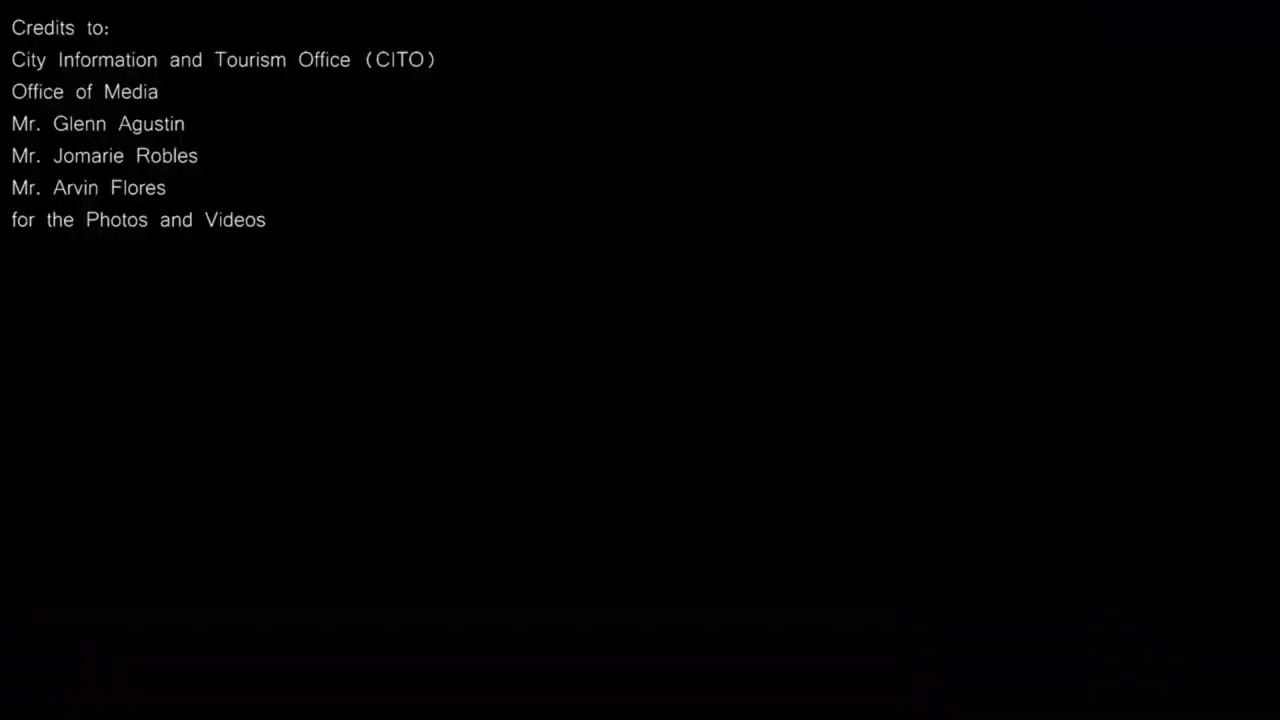 Credits to:
City Information and Tourism Office (CITO)
Office of Media
Mr. Glenn Agustin
Mr. Jomarie Robles
Mr. Arvin Flores
for the Photos and Videos